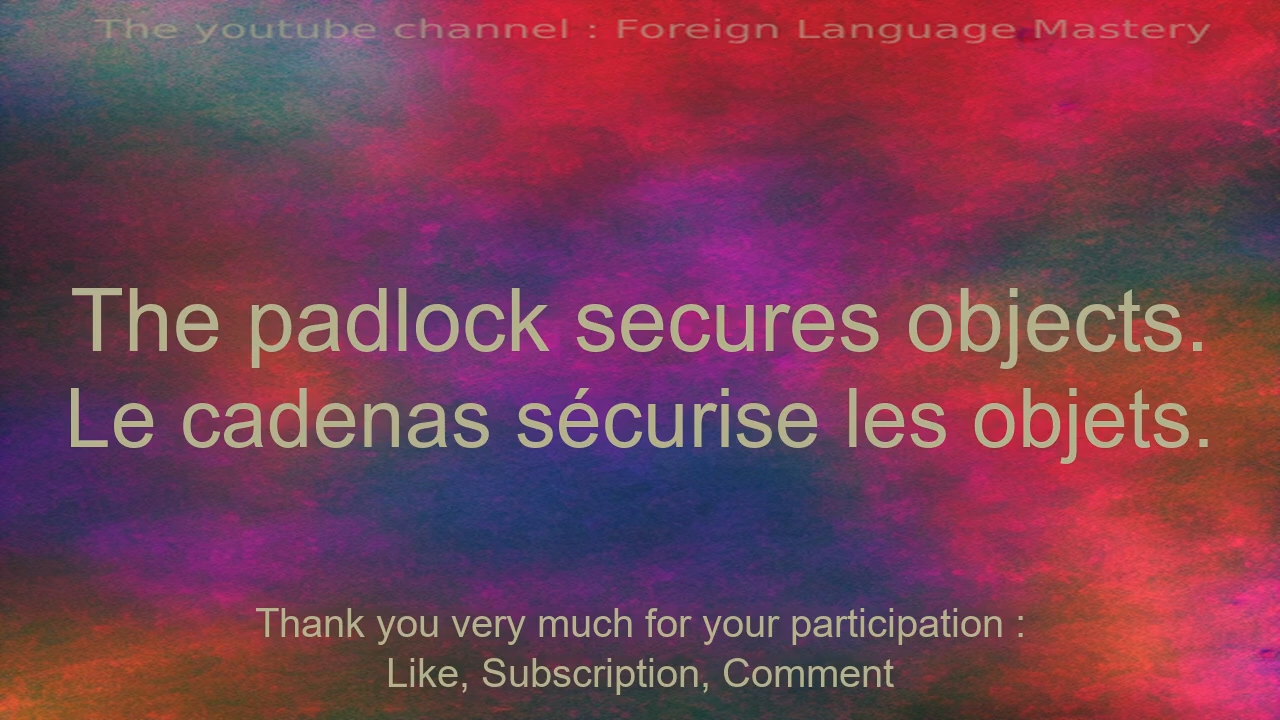 The youtube channel : Foreign Language Mastery
The padlock secures objects.
Le cadenas sécurise les objets.
Thank you very much for your participation :
Like, Subscription, Comment